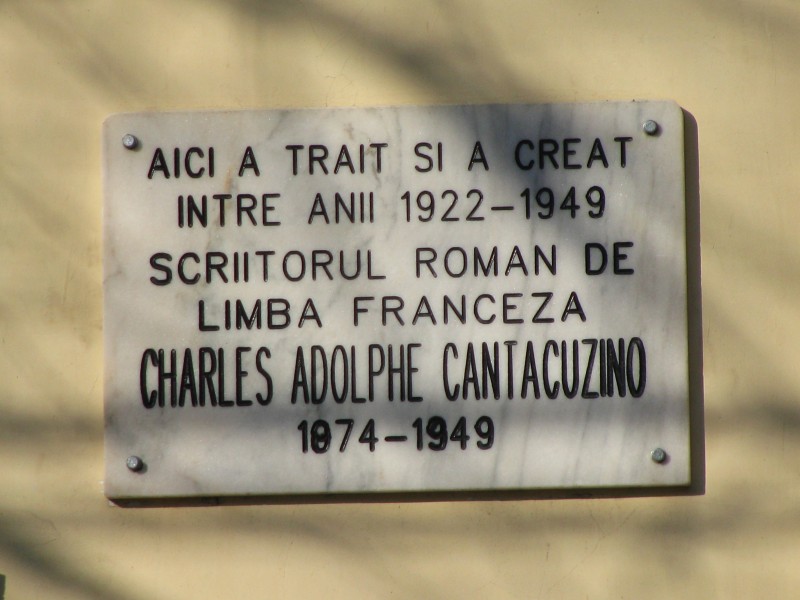 AICI A TRAIT SI A CREAT
INTRE ANII 1922-1949
SCRIITORUL ROMAN DE
LIMBA FRANCEZA
CHARLES ADOLPHE CANTACUZINO
1874-1949